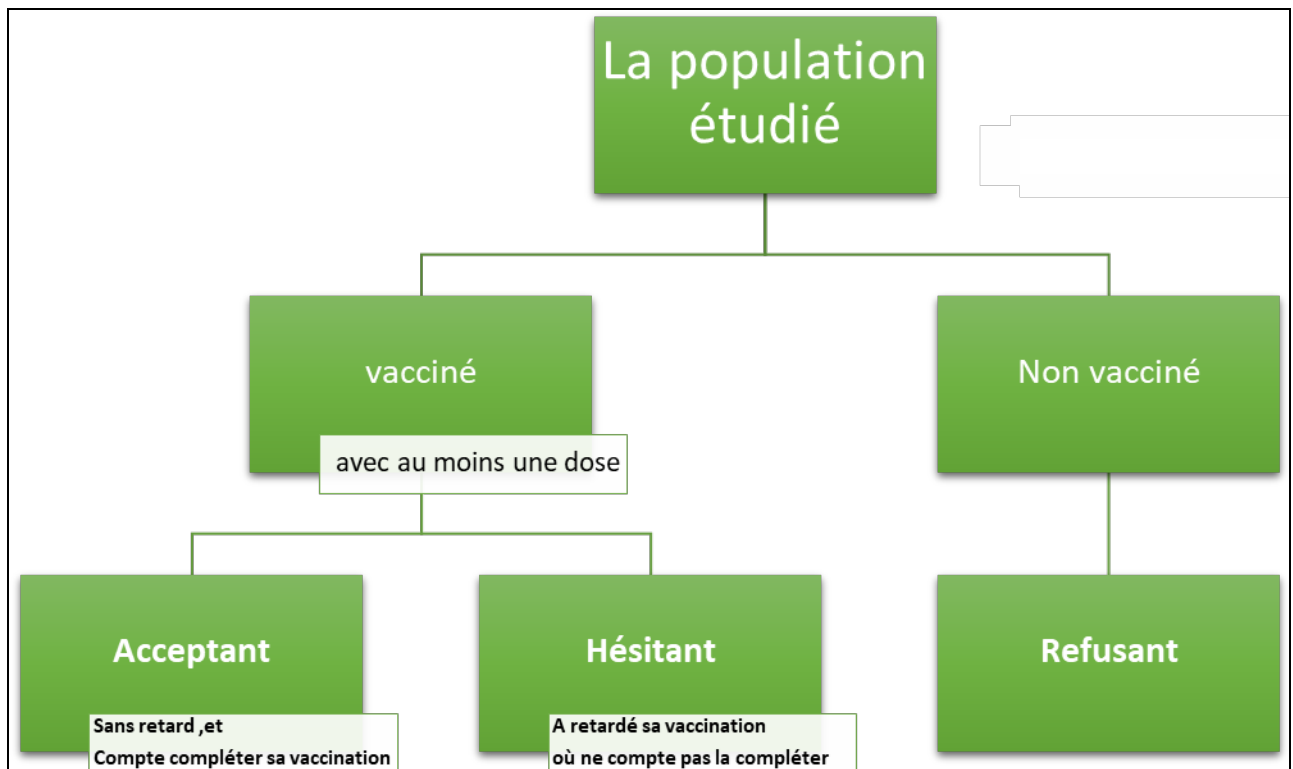 La population
étudié
vacciné
avec au moins une dose
Non vacciné
Acceptant
Sans retard ,et
Compte compléter sa vaccination
Hésitant
A retardé sa vaccination
où ne compte pas la compléter
Refusant